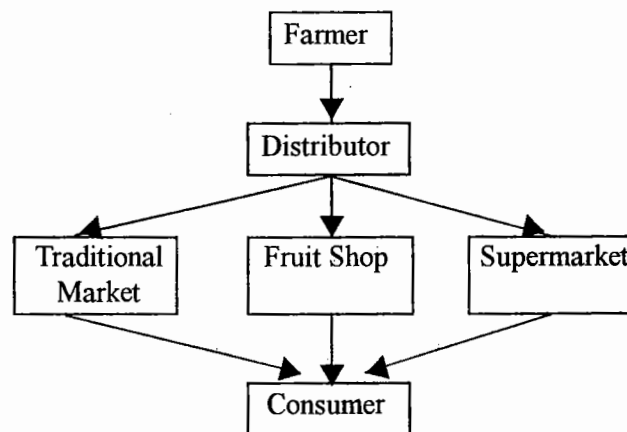 Farmer
Distributor
Traditional
Market
Fruit Shop
Supermarket
Consumer